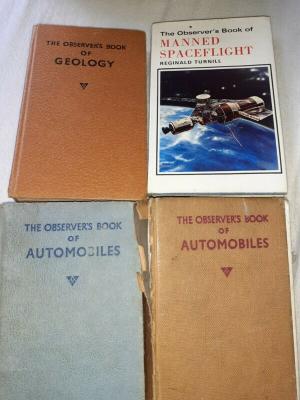 THE OBSERVER'S BOOK
OF
GEOLOGY
The Observer's Book of
MANNED
SPACEFLIGHT
REGINALD TURNILL
THE OBSERVER'S BOOK
OF
AUTOMOBILES
THE OBSERVER'S BOOK
OF
AUTOMOBILES